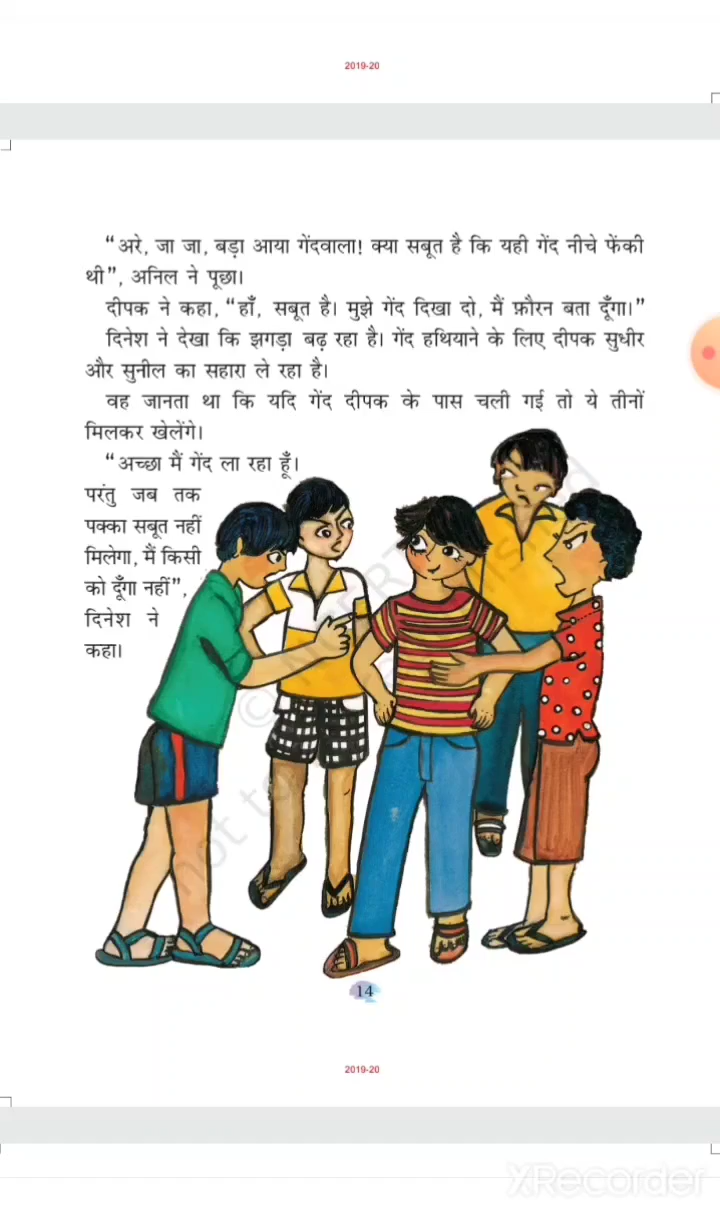 2019-20
“अरे, जा जा, बड़ा आया गेंदवाला! क्या सबूत है कि यही गेंद नीचे फेंकी
थी”, अनिल ने पूछा।
दीपक ने कहा, “हाँ, सबूत है। मुझे गेंद दिखा दो, मैं फ़ौरन बता दूँगा।”
दिनेश ने देखा कि झगड़ा बढ़ रहा है। गेंद हथियाने के लिए दीपक सुधीर
और सुनील का सहारा ले रहा है।
वह जानता था कि यदि गेंद दीपक के पास चली गई तो ये तीनों
मिलकर खेलेंगे।
“अच्छा मैं गेंद ला रहा हूँ।
परंतु जब तक
पक्का सबूत नहीं
मिलेगा, मैं किसी
को दूँगा नहीं”,
दिनेश ने
कहा।
14
2019-20
XRecorder